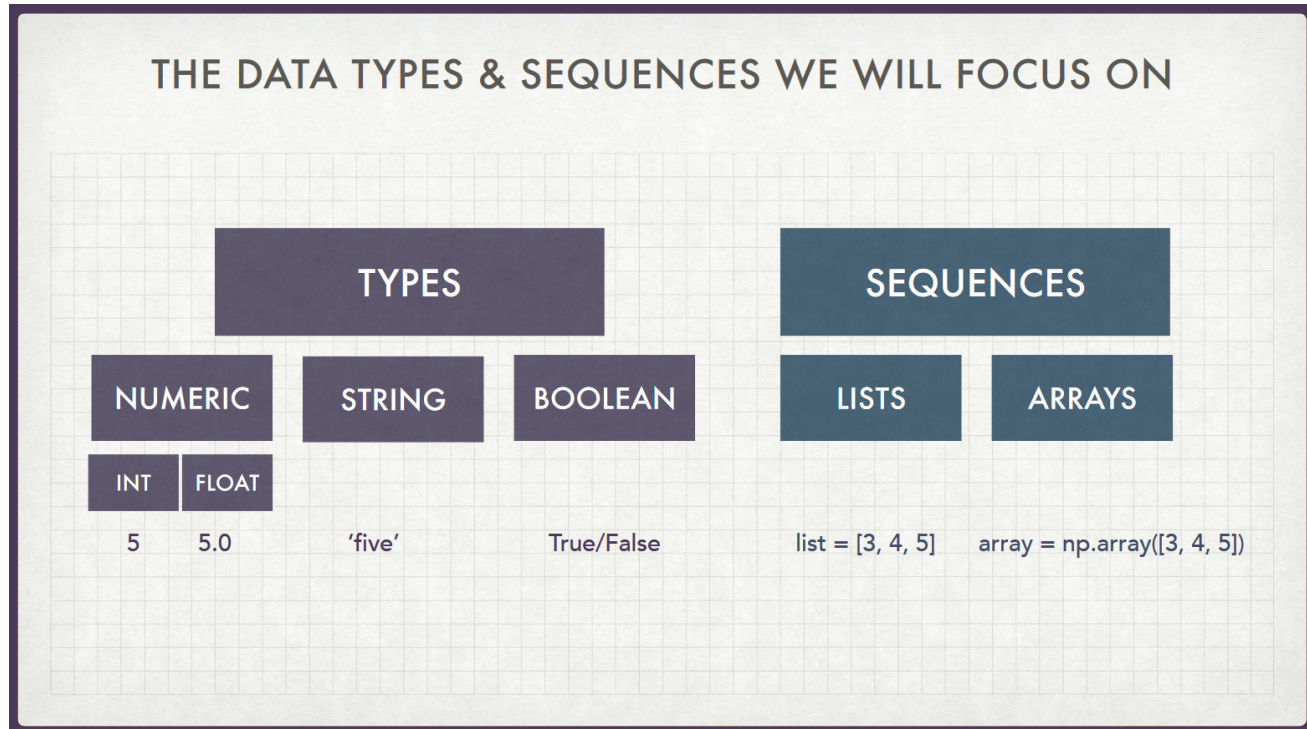 THE DATA TYPES & SEQUENCES WE WILL FOCUS ON
TYPES
SEQUENCES
NUMERIC
STRING
BOOLEAN
LISTS
ARRAYS
INT
FLOAT
5
5.0
‘five’
True/False
list = [3, 4, 5]
array = np.array([3, 4, 5])